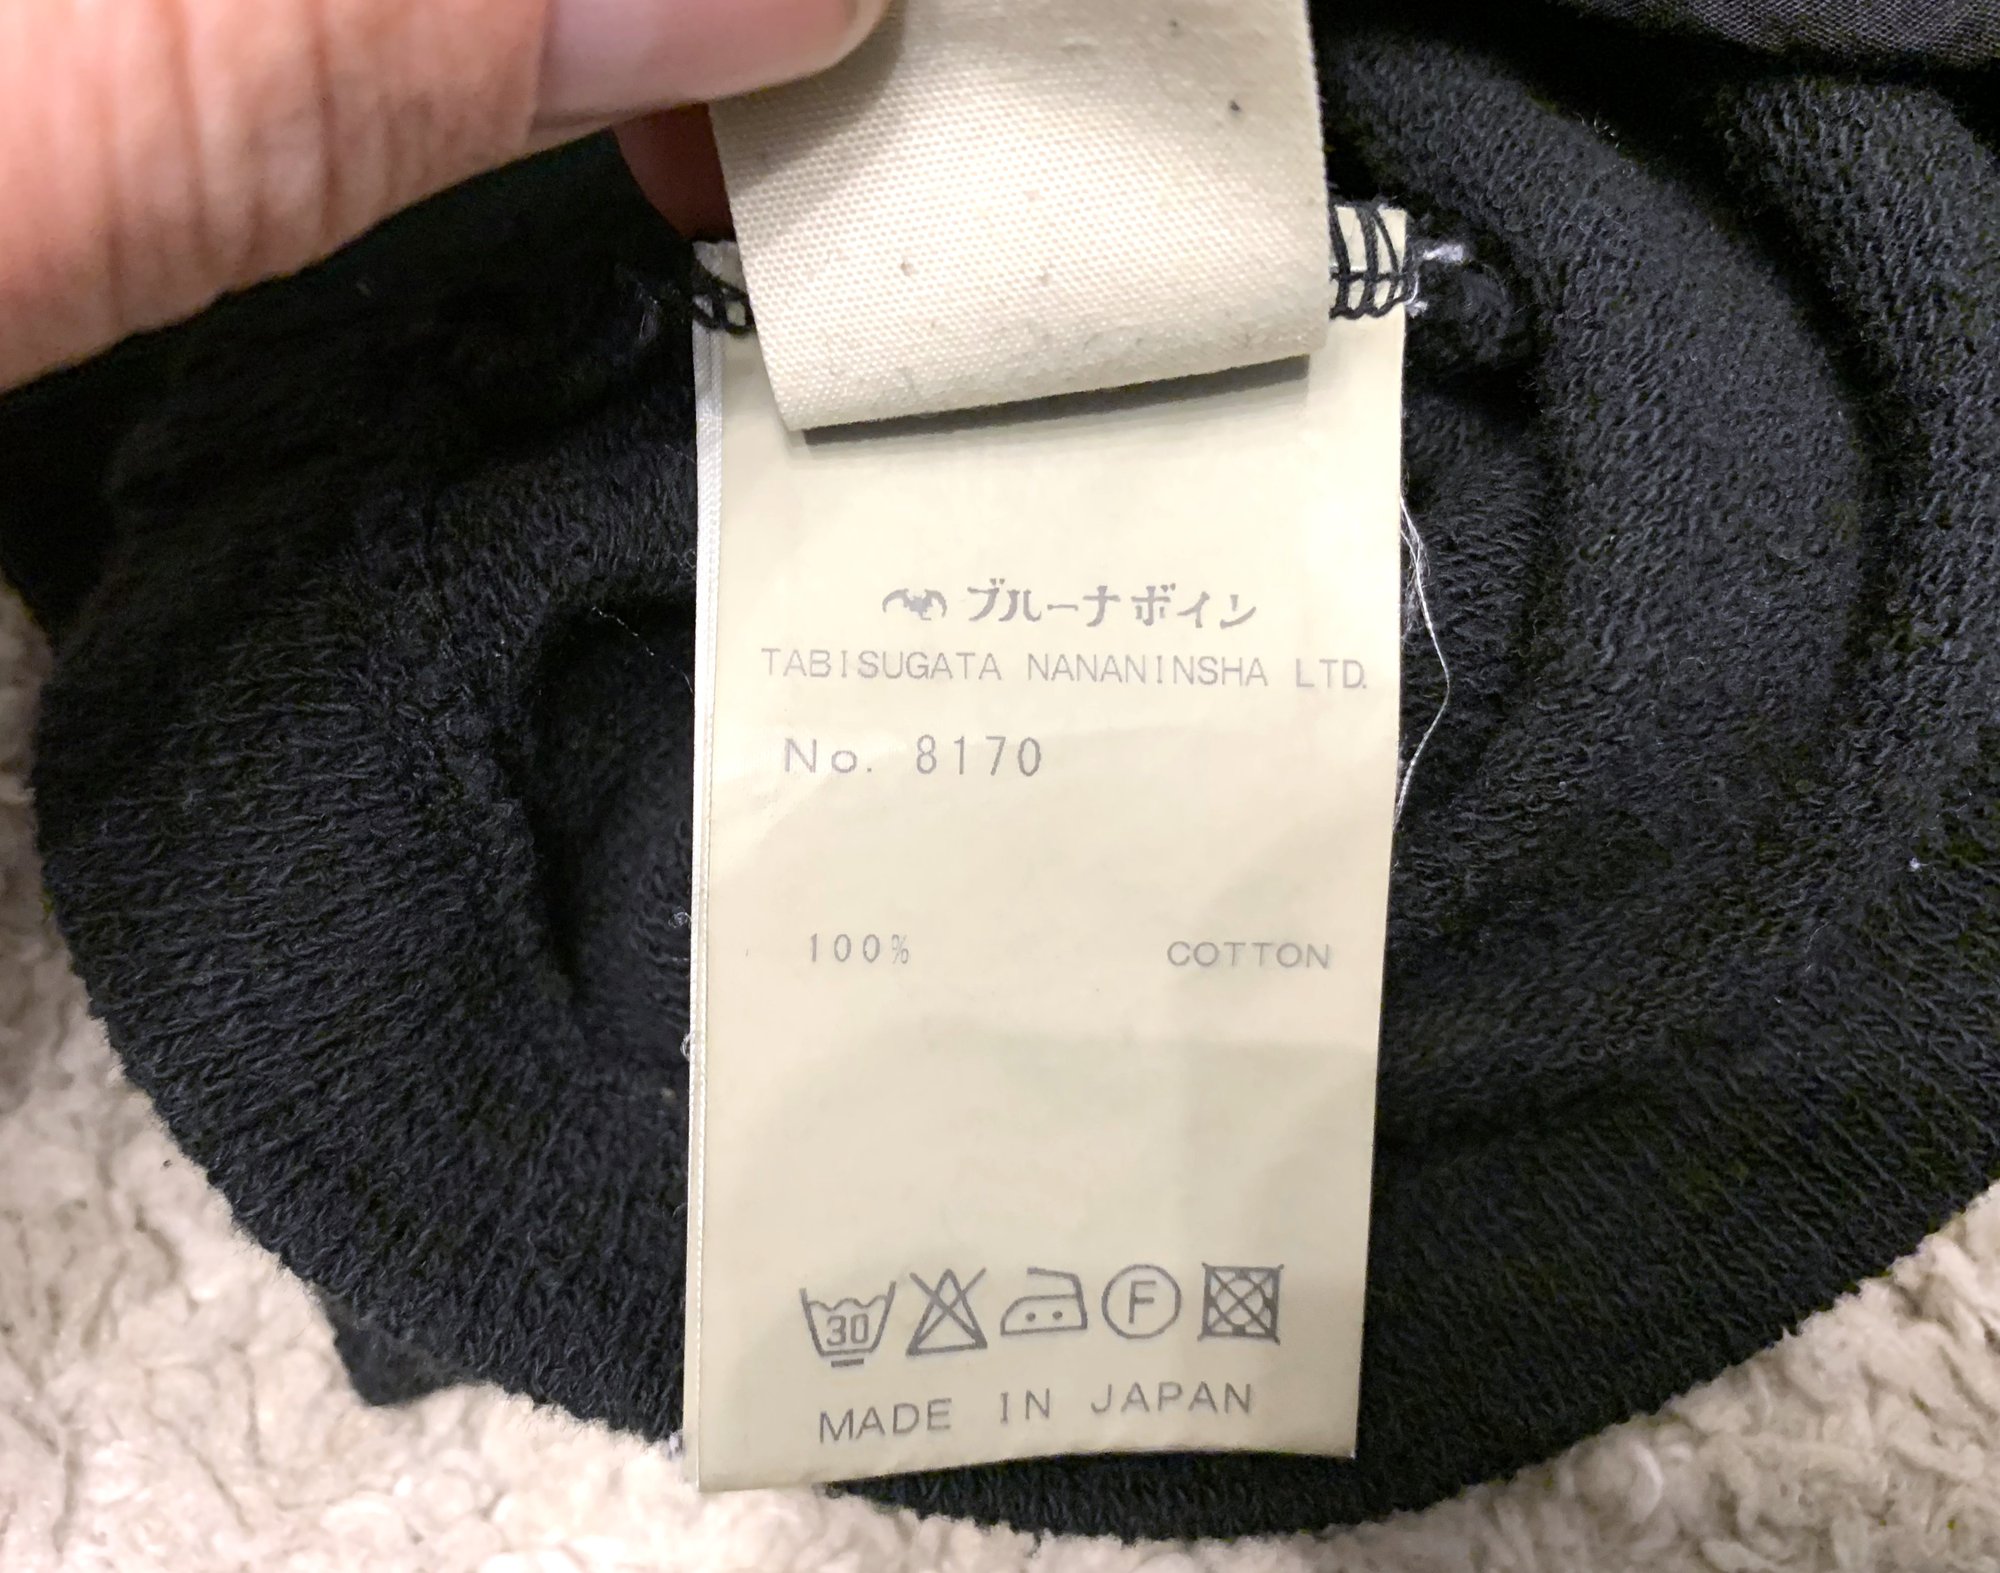 ブルーナボイン
TABISUGATA NANANINSHA LTD.
No. 8170
100% COTTON
30 F
MADE IN JAPAN